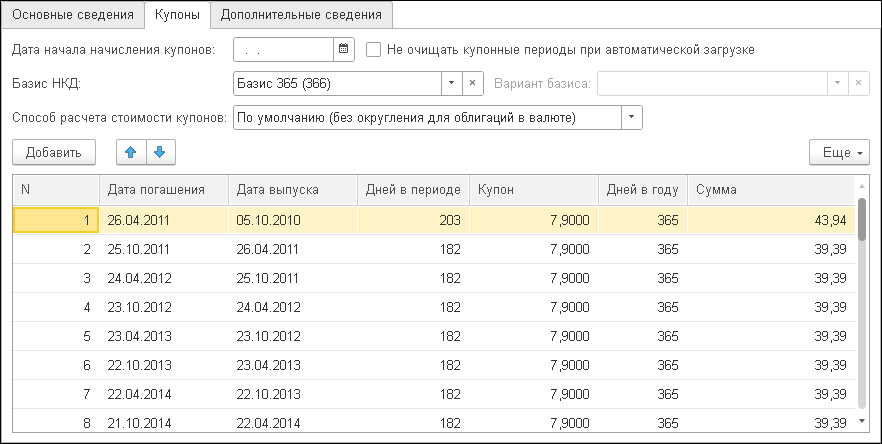 Основные сведения Купоны Дополнительные сведения
Дата начала начисления купонов: . . Не очищать купонные периоды при автоматической загрузке
Базис НКД: Базис 365 (366) Вариант базиса:
Способ расчета стоимости купонов: По умолчанию (без округления для облигаций в валюте)
Добавить Еще
N Дата погашения Дата выпуска Дней в периоде Купон Дней в году Сумма
1 26.04.2011 05.10.2010 203 7,9000 365 43,94
2 25.10.2011 26.04.2011 182 7,9000 365 39,39
3 24.04.2012 25.10.2011 182 7,9000 365 39,39
4 23.10.2012 24.04.2012 182 7,9000 365 39,39
5 23.04.2013 23.10.2012 182 7,9000 365 39,39
6 22.10.2013 23.04.2013 182 7,9000 365 39,39
7 22.04.2014 22.10.2013 182 7,9000 365 39,39
8 21.10.2014 22.04.2014 182 7,9000 365 39,39